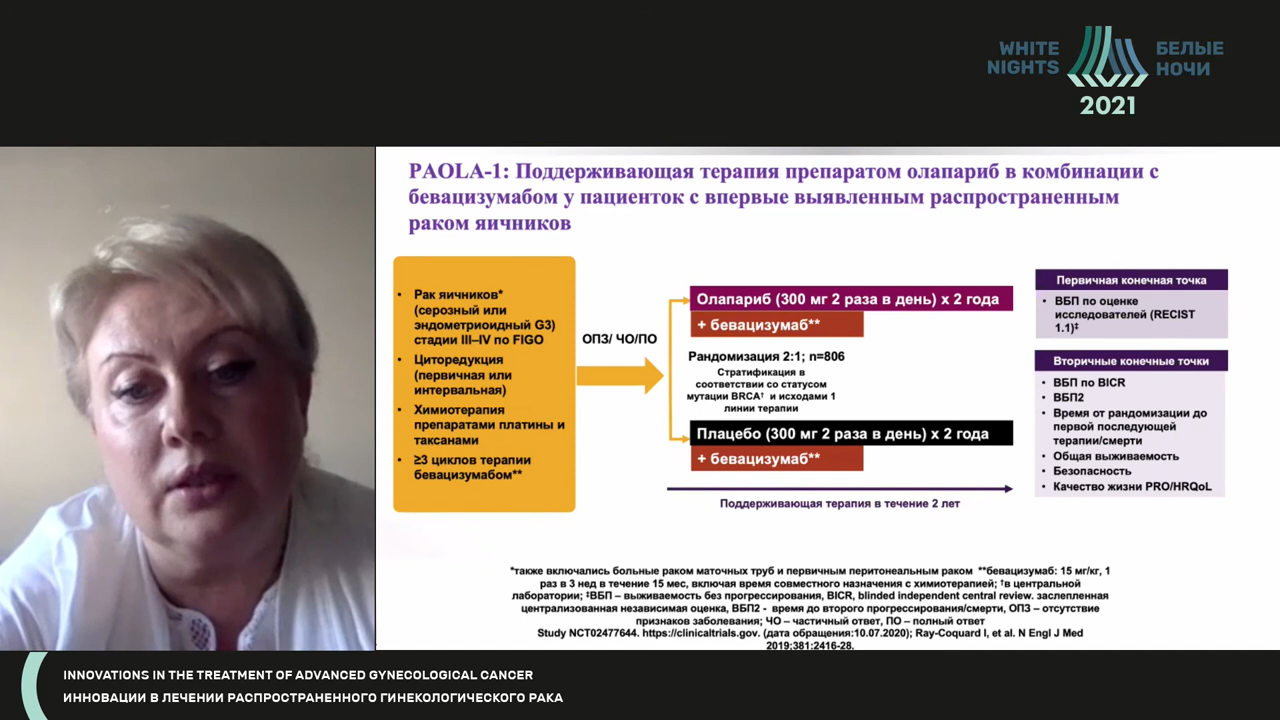 WHITE
NIGHTS
БЕЛЫЕ
НОЧИ
2021
PAOLA-1: Поддерживающая терапия препаратом олапариб в комбинации с
бевацизумабом у пациенток с впервые выявленным распространенным
раком яичников
• Рак яичников*
(серозный или
эндометриоидный G3)
стадии III–IV по FIGO
• Циторедукция
(первичная или
интервальная)
• Химиотерапия
препаратами платины и
таксанами
• ≥3 циклов терапии
бевацизумабом**
ОПЗ/ ЧО/ПО
Олапариб (300 мг 2 раза в день) x 2 года
+ бевацизумаб**
Рандомизация 2:1; n=806
Стратификация в
соответствии со статусом
мутации BRCA† и исходами 1
линии терапии
Плацебо (300 мг 2 раза в день) x 2 года
+ бевацизумаб**
Поддерживающая терапия в течение 2 лет
Первичная конечная точка
• ВБП по оценке
исследователей (RECIST
1.1)‡
Вторичные конечные точки
• ВБП по BICR
• ВБП2
• Время от рандомизации до
первой последующей
терапии/смерти
• Общая выживаемость
• Безопасность
• Качество жизни PRO/HRQoL
*также включались больные раком маточных труб и первичным перитонеальным раком **бевацизумаб: 15 мг/кг, 1
раз в 3 нед в течение 15 мес, включая время совместного назначения с химиотерапией; †в центральной
лаборатории; ‡ВБП – выживаемость без прогрессирования, BICR, blinded independent central review. заслепленная
централизованная независимая оценка, ВБП2 - время до второго прогрессирования/смерти, ОПЗ – отсутствие
признаков заболевания; ЧО – частичный ответ, ПО – полный ответ
Study NCT02477644. https://clinicaltrials.gov. (дата обращения:10.07.2020); Ray-Coquard I, et al. N Engl J Med
2019;381:2416-28.
INNOVATIONS IN THE TREATMENT OF ADVANCED GYNECOLOGICAL CANCER
ИННОВАЦИИ В ЛЕЧЕНИИ РАСПРОСТРАНЕННОГО ГИНЕКОЛОГИЧЕСКОГО РАКА